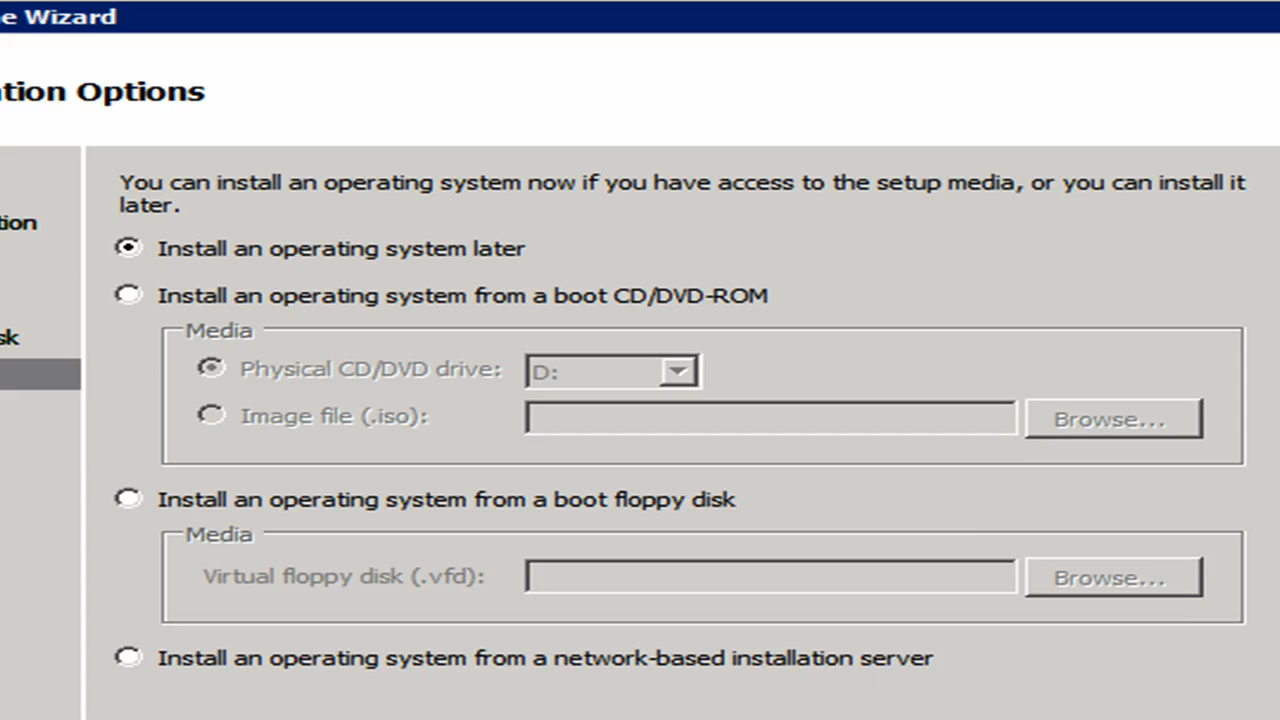 e Wizard
tion Options
You can install an operating system now if you have access to the setup media, or you can install it
later.
tion
Install an operating system later
Install an operating system from a boot CD/DVD-ROM
Media
sk
Physical CD/DVD drive: D:
Image file (.iso): Browse...
Install an operating system from a boot floppy disk
Media
Virtual floppy disk (.vfd): Browse...
Install an operating system from a network-based installation server